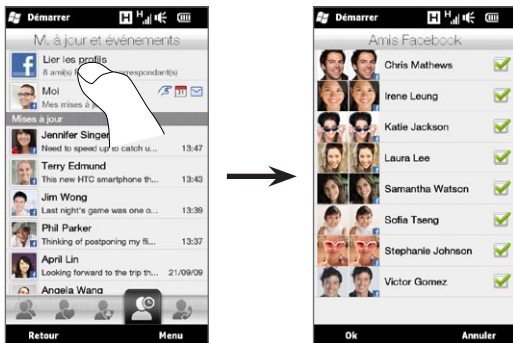 Démarrer
M. à jour et événements
Lier les profils
8 ami(s)
correspondant(s)
Moi
Mes mises à
Mises à jour
Jennifer Singer
Need to speed up to catch u... 13:47
Terry Edmund
This new HTC smartphone th... 13:43
Jim Wong
Last night's game was one o... 13:39
Phil Parker
Thinking of postponing my fli... 13:37
April Lin
Looking forward to the trip th... 21/09/09
Angela Wang
Retour Menu
Démarrer
Amis Facebook
Chris Mathews
Irene Leung
Katie Jackson
Laura Lee
Samantha Watson
Sofia Tseng
Stephanie Johnson
Victor Gomez
Ok Annuler